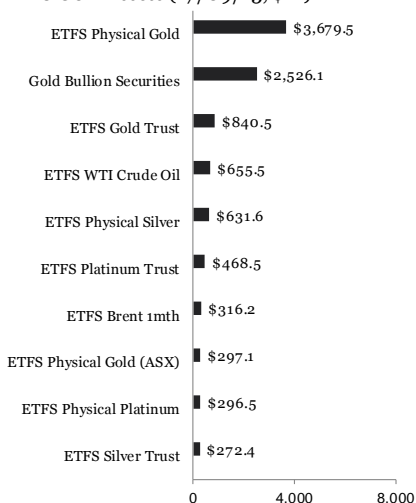 ETFS Physical Gold $3,679.5
Gold Bullion Securities $2,526.1
ETFS Gold Trust $840.5
ETFS WTI Crude Oil $655.5
ETFS Physical Silver $631.6
ETFS Platinum Trust $468.5
ETFS Brent 1mth $316.2
ETFS Physical Gold (ASX) $297.1
ETFS Physical Platinum $296.5
ETFS Silver Trust $272.4
0 4.000 8.000